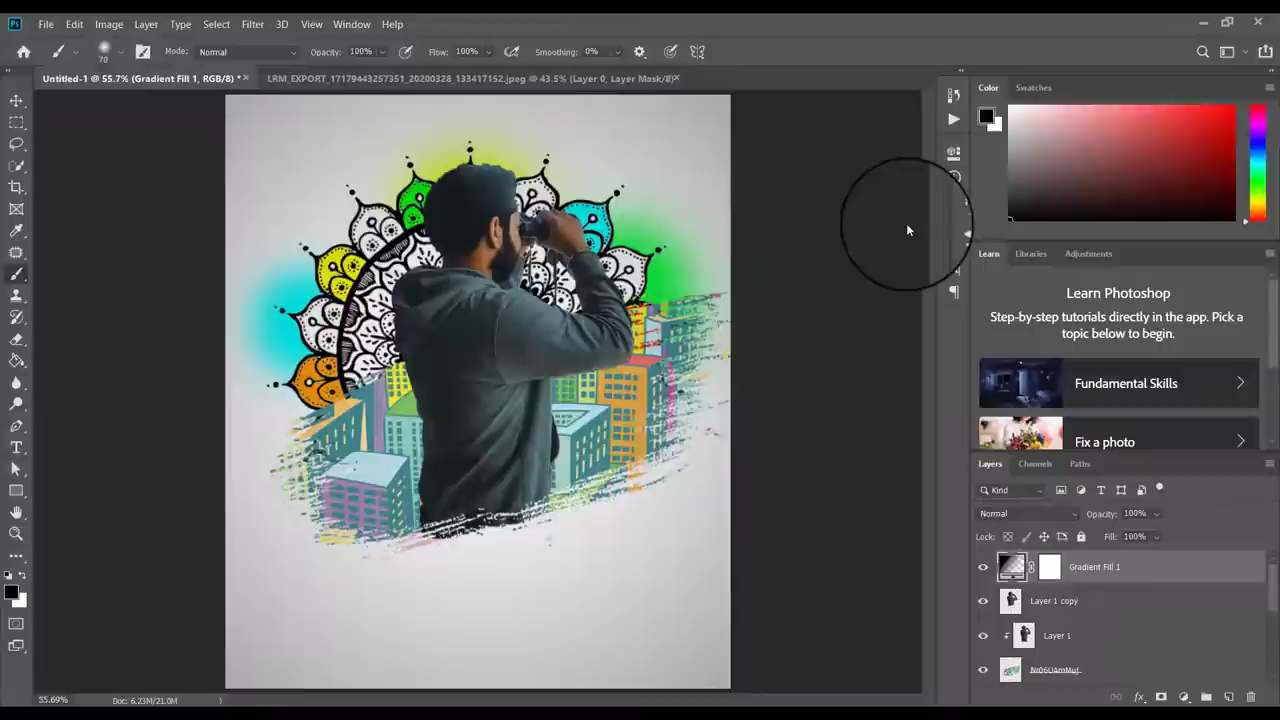 Ps File Edit Image Layer Type Select Filter 3D View Window Help
70 Mode: Normal Opacity: 100% Flow: 100% Smoothing: 0%
Untitled-1 @ 55.7% (Gradient Fill 1, RGB/8) * × LRM_EXPORT_17179443257351_20200328_133417152.jpeg @ 43.5% (Layer 0, Layer Mask/8) ×
Color Swatches
Learn Libraries Adjustments
Learn Photoshop
Step-by-step tutorials directly in the app. Pick a
topic below to begin.
Fundamental Skills
Fix a photo
Layers Channels Paths
Kind
Normal Opacity: 100%
Lock: Fill: 100%
Gradient Fill 1
Layer 1 copy
Layer 1
55.69% Doc: 6.23M/21.0M